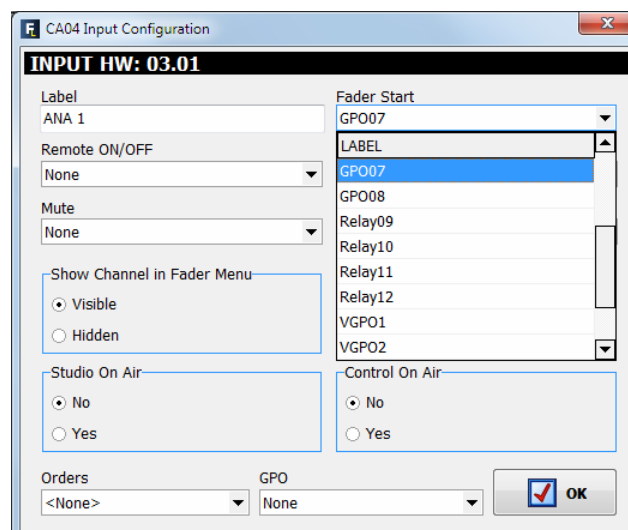 CA04 Input Configuration
INPUT HW: 03.01
Label
ANA 1
Fader Start
GPO07
LABEL
GPO07
GPO08
Relay09
Relay10
Relay11
Relay12
VGPO1
VGPO2
Remote ON/OFF
None
Mute
None
Show Channel in Fader Menu
Visible
Hidden
Studio On Air
No
Yes
Control On Air
No
Yes
Orders
<None>
GPO
None
OK